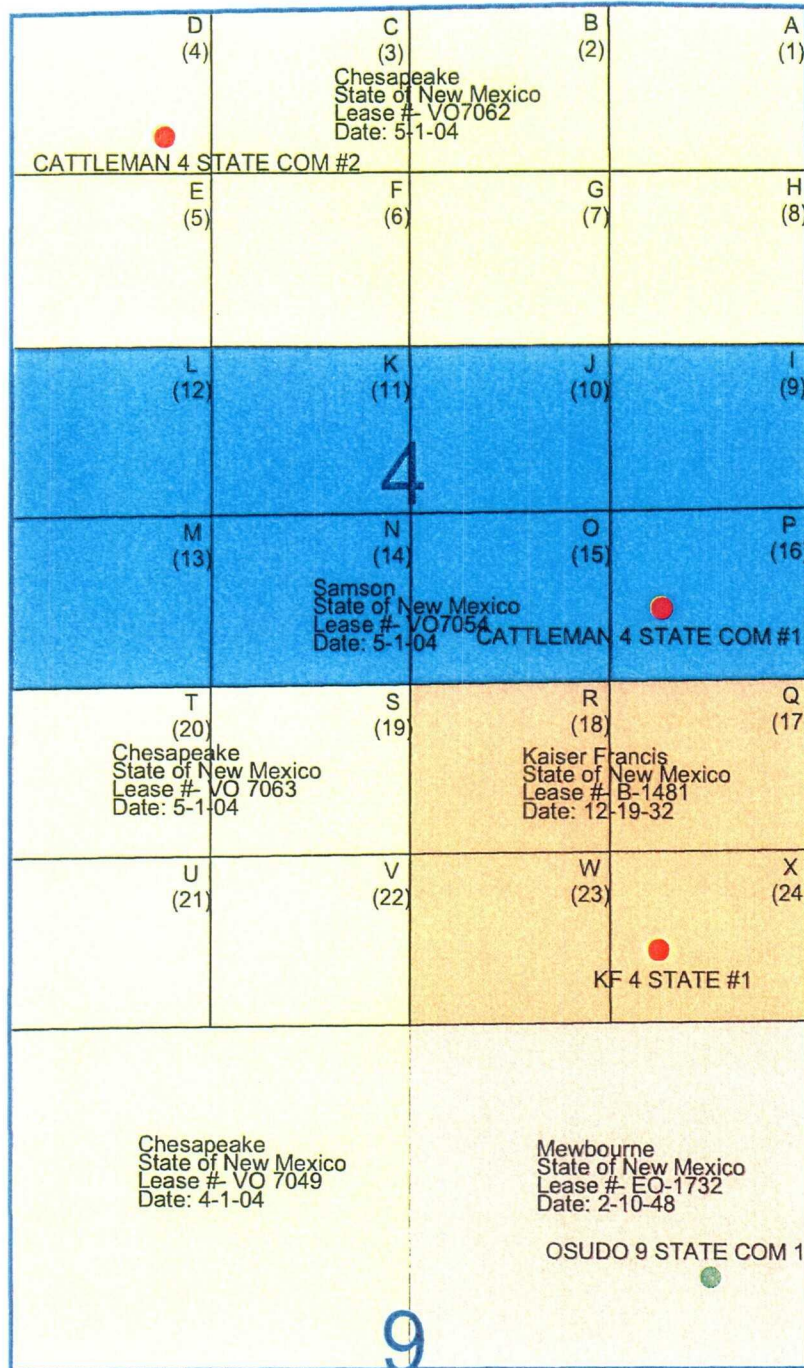 D
(4)
C
(3)
B
(2)
A
(1)
Chesapeake
State of New Mexico
Lease #- VO7062
Date: 5-1-04
CATTLEMAN 4 STATE COM #2
E
(5)
F
(6)
G
(7)
H
(8)
L
(12)
K
(11)
J
(10)
I
(9)
4
M
(13)
N
(14)
O
(15)
P
(16)
Samson
State of New Mexico
Lease #- VO7054
Date: 5-1-04
CATTLEMAN 4 STATE COM #1
T
(20)
S
(19)
R
(18)
Q
(17
Chesapeake
State of New Mexico
Lease #- VO 7063
Date: 5-1-04
Kaiser Francis
State of New Mexico
Lease #- B-1481
Date: 12-19-32
U
(21)
V
(22)
W
(23)
X
(24
KF 4 STATE #1
Chesapeake
State of New Mexico
Lease #- VO 7049
Date: 4-1-04
Mewbourne
State of New Mexico
Lease #- EO-1732
Date: 2-10-48
OSUDO 9 STATE COM 1
9